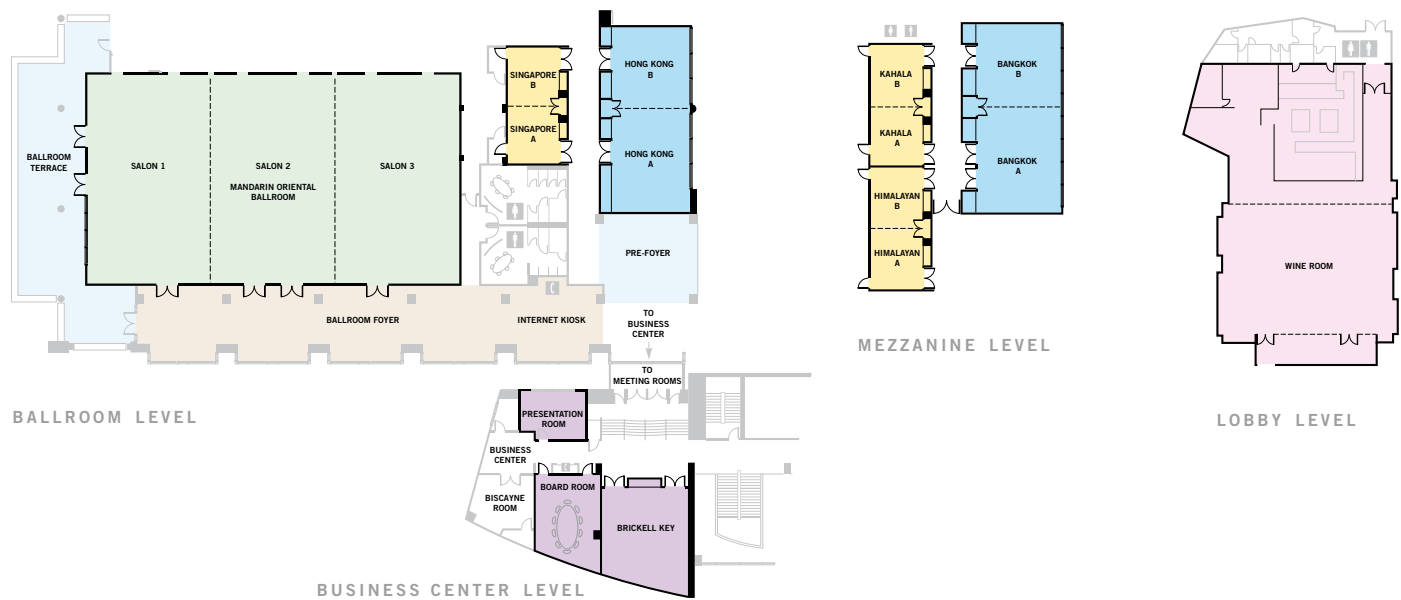 BALLROOM
TERRACE
SALON 1
SALON 2
SALON 3
MANDARIN ORIENTAL
BALLROOM
SINGAPORE
B
SINGAPORE
A
HONG KONG
B
HONG KONG
A
PRE-FOYER
BALLROOM FOYER
INTERNET KIOSK
TO
BUSINESS
CENTER
TO
MEETING ROOMS
BALLROOM LEVEL
PRESENTATION
ROOM
BUSINESS
CENTER
BISCAYNE
ROOM
BOARD ROOM
BRICKELL KEY
BUSINESS CENTER LEVEL
KAHALA
B
KAHALA
A
HIMALAYAN
B
HIMALAYAN
A
BANGKOK
B
BANGKOK
A
MEZZANINE LEVEL
WINE ROOM
LOBBY LEVEL